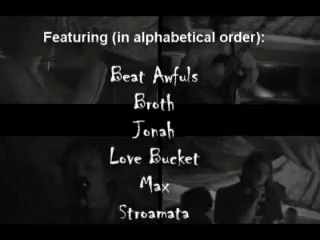 Featuring (in alphabetical order):
Beat Awfuls
Broth
Jonah
Love Bucket
Max
Stroamata